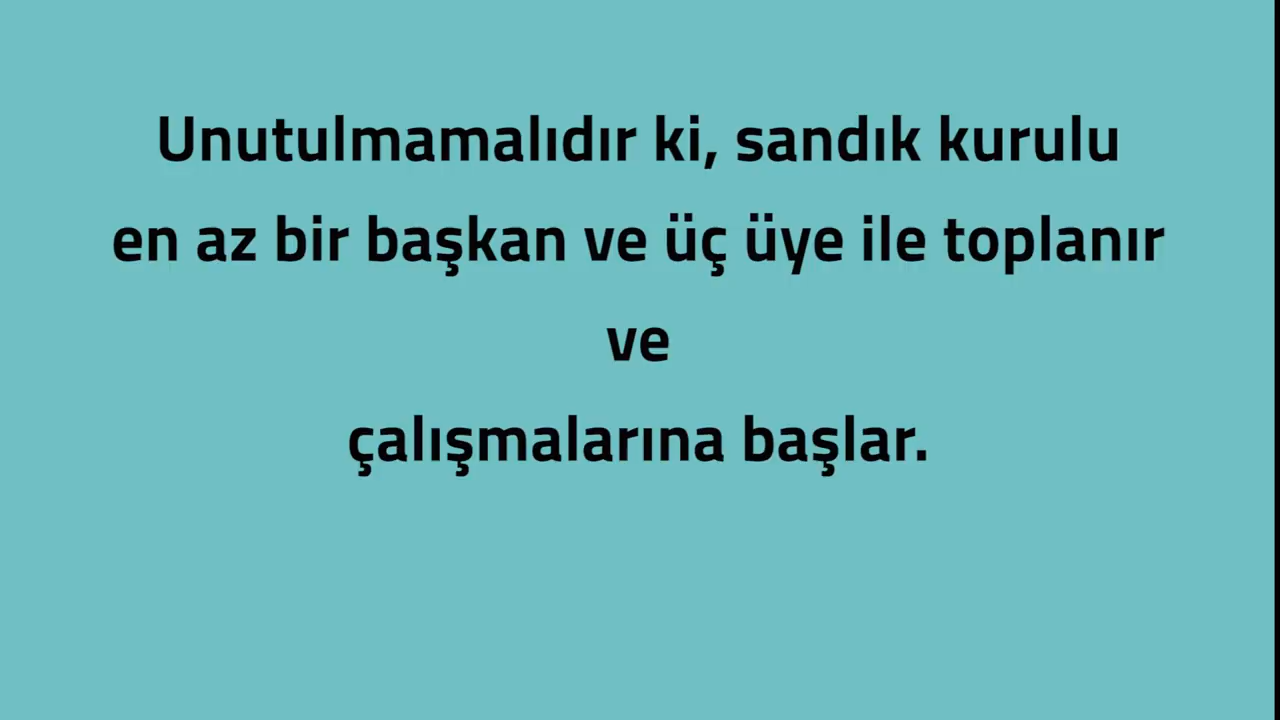 Unutulmamalıdır ki, sandık kurulu
en az bir başkan ve üç üye ile toplanır
ve
çalışmalarına başlar.